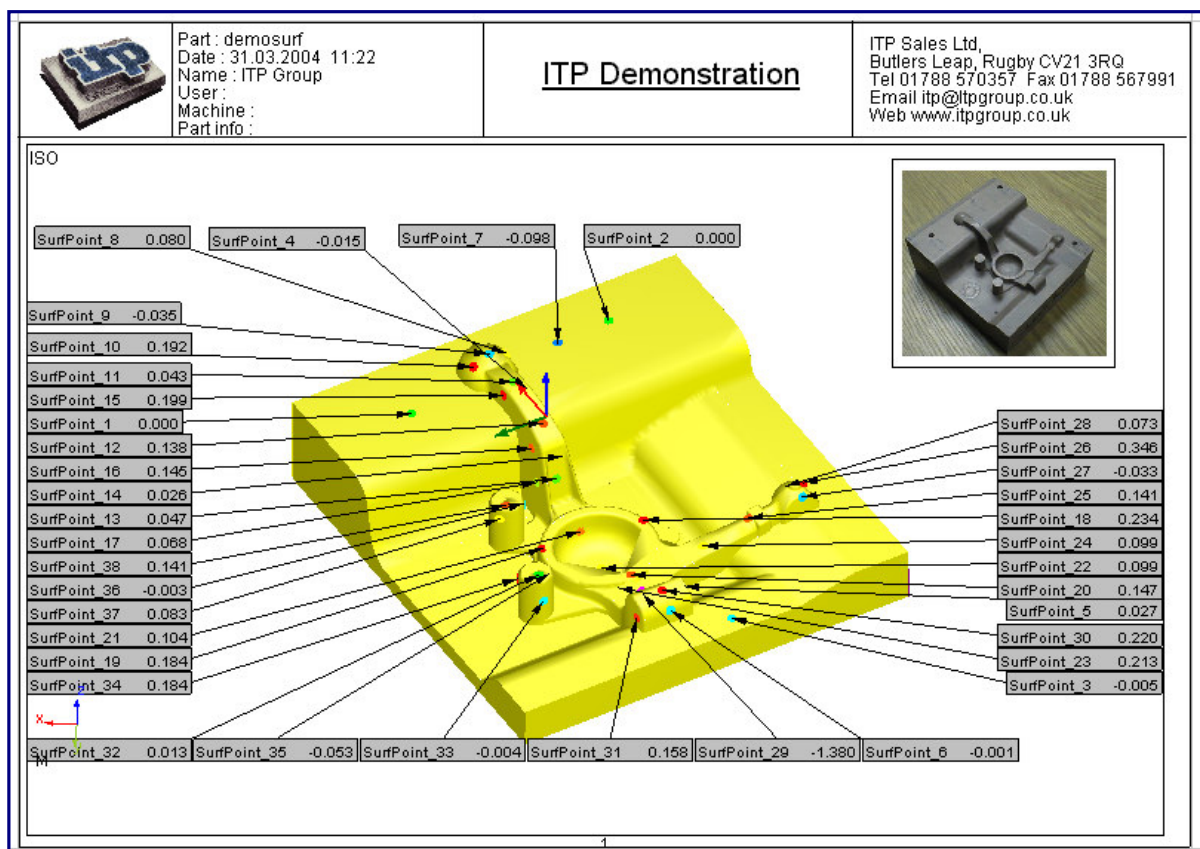 itp
Part : demosurf
Date : 31.03.2004 11:22
Name : ITP Group
User :
Machine :
Part info :
ITP Demonstration
ITP Sales Ltd,
Butlers Leap, Rugby CV21 3RQ
Tel 01788 570357 Fax 01788 567991
Email itp@itpgroup.co.uk
Web www.itpgroup.co.uk
ISO
SurfPoint_8 0.080
SurfPoint_4 -0.015
SurfPoint_7 -0.098
SurfPoint_2 0.000
SurfPoint_9 -0.035
SurfPoint_10 0.192
SurfPoint_11 0.043
SurfPoint_15 0.199
SurfPoint_1 0.000
SurfPoint_12 0.138
SurfPoint_16 0.145
SurfPoint_14 0.026
SurfPoint_13 0.047
SurfPoint_17 0.068
SurfPoint_38 0.141
SurfPoint_36 -0.003
SurfPoint_37 0.083
SurfPoint_21 0.104
SurfPoint_19 0.184
SurfPoint_34 0.184
SurfPoint_28 0.073
SurfPoint_26 0.346
SurfPoint_27 -0.033
SurfPoint_25 0.141
SurfPoint_18 0.234
SurfPoint_24 0.099
SurfPoint_22 0.099
SurfPoint_20 0.147
SurfPoint_5 0.027
SurfPoint_30 0.220
SurfPoint_23 0.213
SurfPoint_3 -0.005
X
SurfPoint_32 0.013
SurfPoint_35 -0.053
SurfPoint_33 -0.004
SurfPoint_31 0.158
SurfPoint_29 -1.380
SurfPoint_6 -0.001
M
1